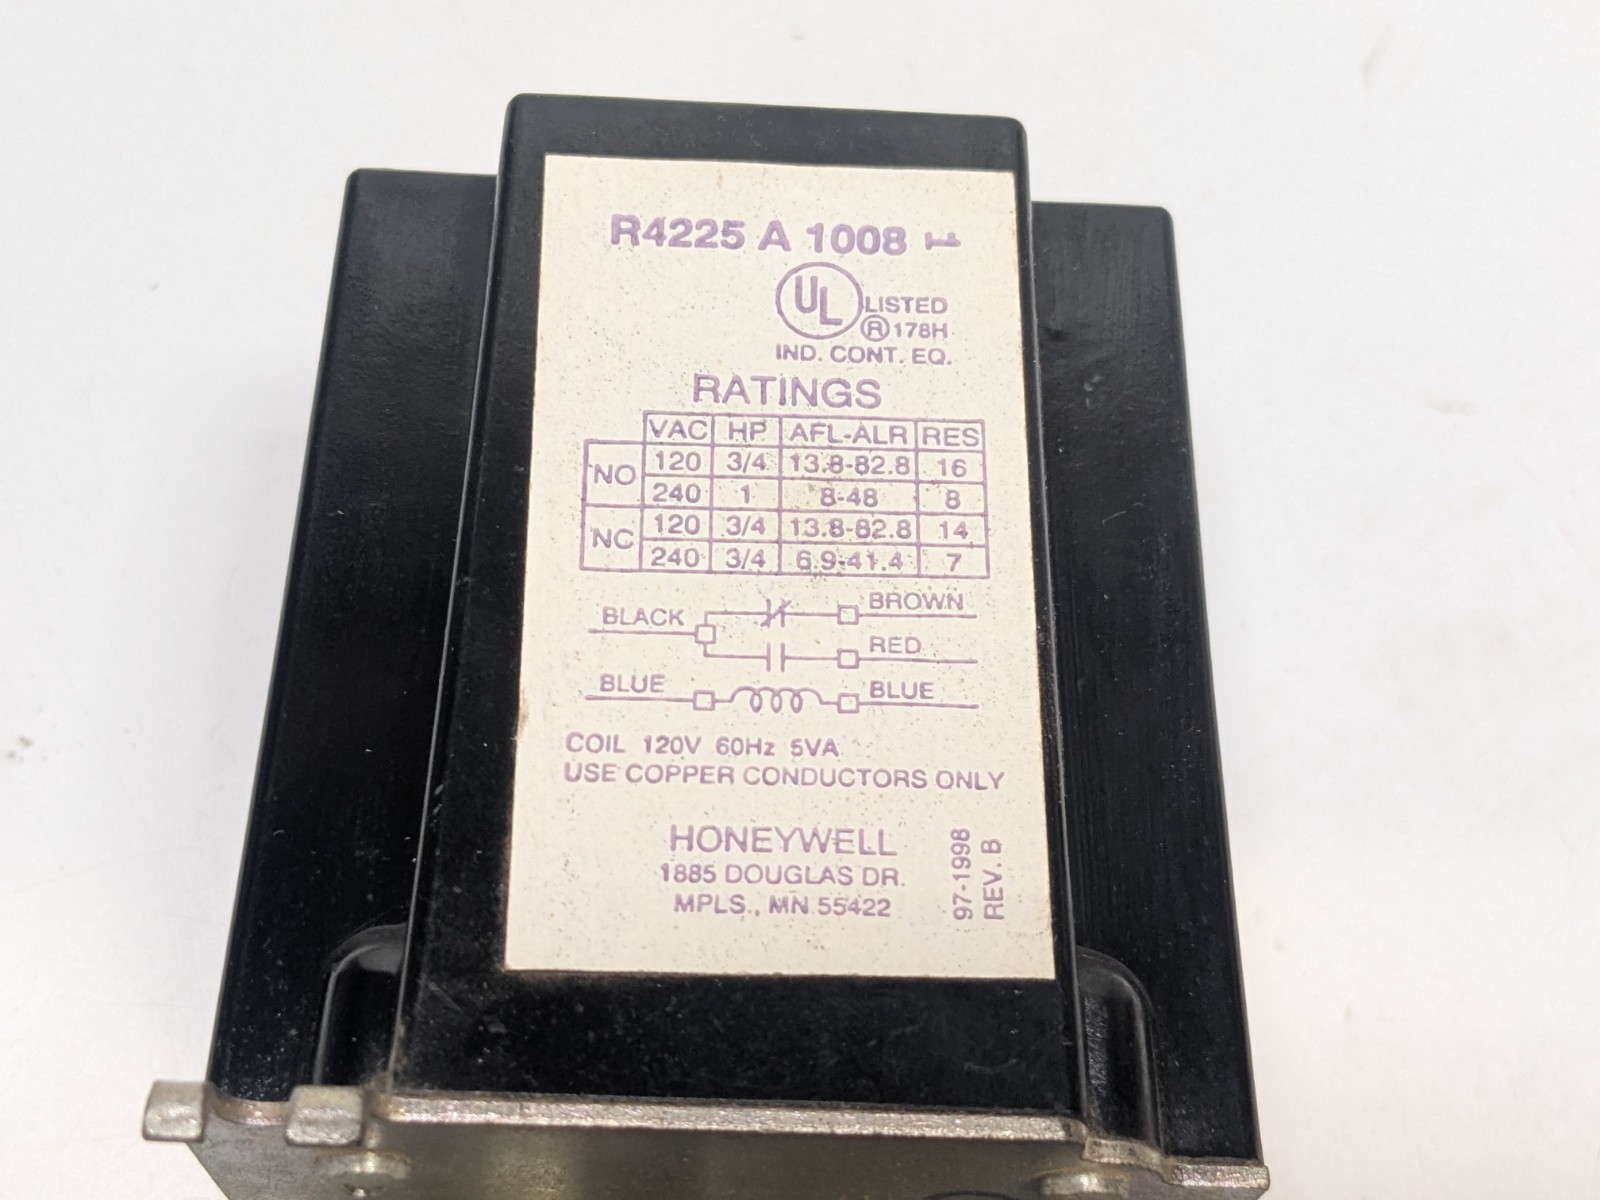 R4225 A 1008 1
UL LISTED
® 178H
IND. CONT. EQ.
RATINGS
VAC HP AFL-ALR RES
NO 120 3/4 13.8-82.8 16
240 1 8-48 8
NC 120 3/4 13.8-82.8 14
240 3/4 6.9-41.4 7
BLACK BROWN
RED
BLUE BLUE
COIL 120V 60Hz 5VA
USE COPPER CONDUCTORS ONLY
HONEYWELL
1885 DOUGLAS DR.
MPLS., MN 55422
97-1998
REV. B